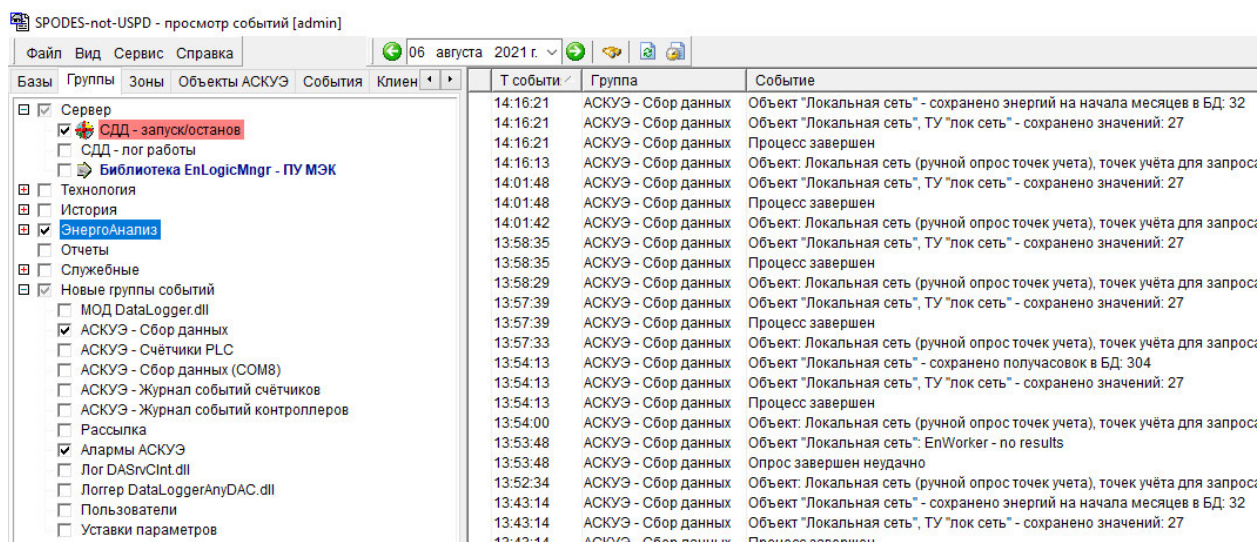 SPODES-not-USPD - просмотр событий [admin]
Файл Вид Сервис Справка
06 августа 2021 г.
Базы Группы Зоны Объекты АСКУЭ События Клиен
Сервер
СДД - запуск/останов
СДД - лог работы
Библиотека EnLogicMngr - ПУ МЭК
Технология
История
ЭнергоАнализ
Отчеты
Служебные
Новые группы событий
МОД DataLogger.dll
АСКУЭ - Сбор данных
АСКУЭ - Счётчики PLC
АСКУЭ - Сбор данных (COM8)
АСКУЭ - Журнал событий счётчиков
АСКУЭ - Журнал событий контроллеров
Рассылка
Алармы АСКУЭ
Лог DASrvClnt.dll
Логгер DataLoggerAnyDAC.dll
Пользователи
Уставки параметров
Т событи Группа Событие
14:16:21 АСКУЭ - Сбор данных Объект "Локальная сеть" - сохранено энергий на начала месяцев в БД: 32
14:16:21 АСКУЭ - Сбор данных Объект "Локальная сеть", ТУ "лок сеть" - сохранено значений: 27
14:16:21 АСКУЭ - Сбор данных Процесс завершен
14:16:13 АСКУЭ - Сбор данных Объект: Локальная сеть (ручной опрос точек учета), точек учёта для запроса
14:01:48 АСКУЭ - Сбор данных Объект "Локальная сеть", ТУ "лок сеть" - сохранено значений: 27
14:01:48 АСКУЭ - Сбор данных Процесс завершен
14:01:42 АСКУЭ - Сбор данных Объект: Локальная сеть (ручной опрос точек учета), точек учёта для запроса
13:58:35 АСКУЭ - Сбор данных Объект "Локальная сеть", ТУ "лок сеть" - сохранено значений: 27
13:58:35 АСКУЭ - Сбор данных Процесс завершен
13:58:29 АСКУЭ - Сбор данных Объект: Локальная сеть (ручной опрос точек учета), точек учёта для запроса
13:57:39 АСКУЭ - Сбор данных Объект "Локальная сеть", ТУ "лок сеть" - сохранено значений: 27
13:57:39 АСКУЭ - Сбор данных Процесс завершен
13:57:33 АСКУЭ - Сбор данных Объект: Локальная сеть (ручной опрос точек учета), точек учёта для запроса
13:54:13 АСКУЭ - Сбор данных Объект "Локальная сеть" - сохранено получасовок в БД: 304
13:54:13 АСКУЭ - Сбор данных Объект "Локальная сеть", ТУ "лок сеть" - сохранено значений: 27
13:54:13 АСКУЭ - Сбор данных Процесс завершен
13:54:00 АСКУЭ - Сбор данных Объект: Локальная сеть (ручной опрос точек учета), точек учёта для запроса
13:53:48 АСКУЭ - Сбор данных Объект "Локальная сеть": EnWorker - no results
13:53:48 АСКУЭ - Сбор данных Опрос завершен неудачно
13:52:34 АСКУЭ - Сбор данных Объект: Локальная сеть (ручной опрос точек учета), точек учёта для запроса
13:43:14 АСКУЭ - Сбор данных Объект "Локальная сеть" - сохранено энергий на начала месяцев в БД: 32
13:43:14 АСКУЭ - Сбор данных Объект "Локальная сеть", ТУ "лок сеть" - сохранено значений: 27
13:43:14 АСКУЭ - Сбор данных Процесс завершен